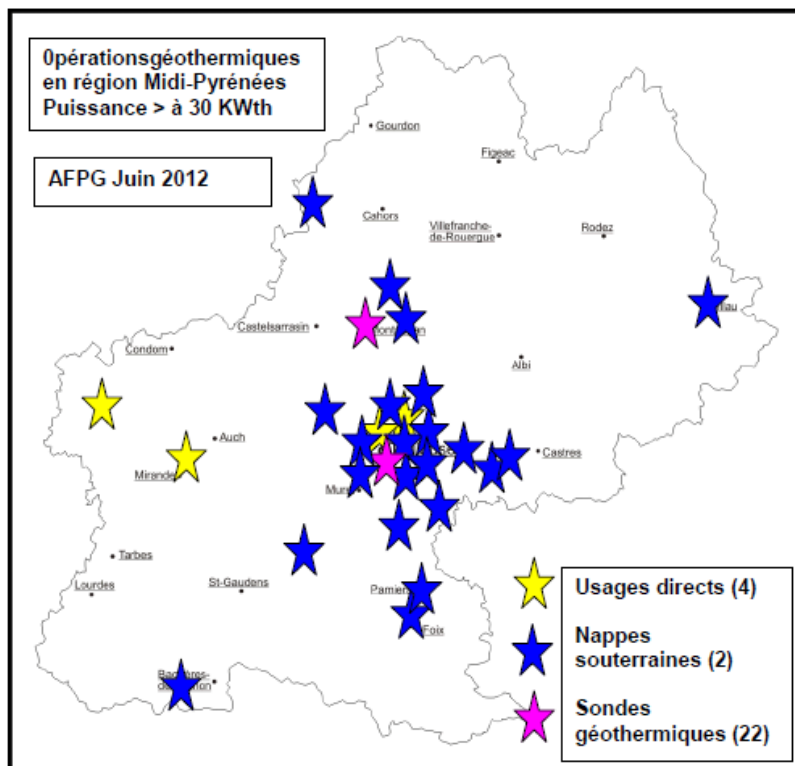 0pérationsgéothermiques
en région Midi-Pyrénées
Puissance > à 30 KWth
AFPG Juin 2012
Gourdon
Figeac
Cahors
Villefranche-
de-Rouergue
Rodez
Castelsarrasin
Condom
Albi
Auch
Castres
Mirande
Tarbes
Lourdes
St-Gaudens
Pamiers
Foix
Usages directs (4)
Nappes
souterraines (2)
Sondes
géothermiques (22)